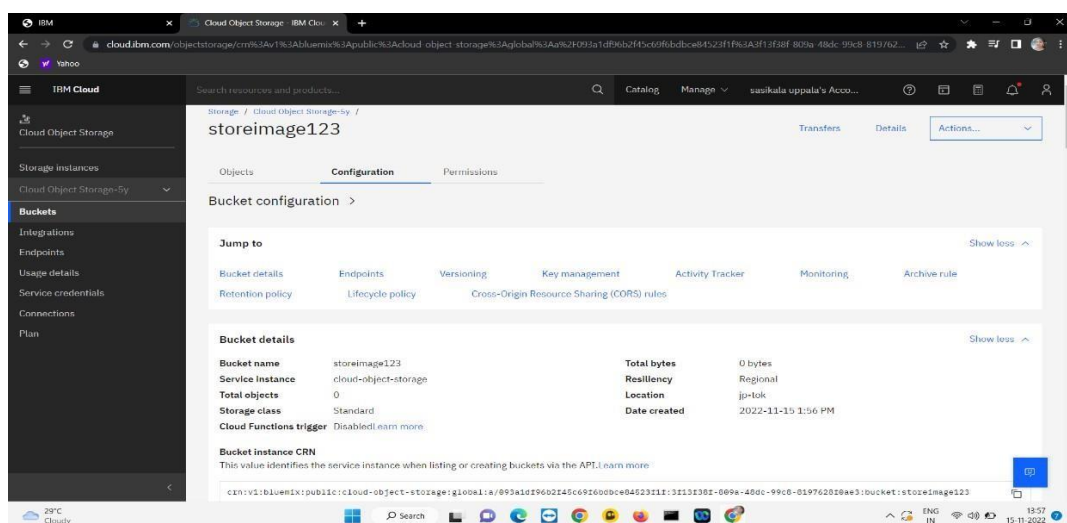 IBM
Cloud Object Storage - IBM Clou
Yahoo
IBM Cloud
Search resources and products...
Catalog
Manage
sasikala uppala's Acco...
Cloud Object Storage
Storage instances
Cloud Object Storage-5y
Buckets
Integrations
Endpoints
Usage details
Service credentials
Connections
Plan
Storage / Cloud Object Storage-5y /
storeimage123
Transfers
Details
Actions...
Objects
Configuration
Permissions
Bucket configuration >
Jump to
Show less
Bucket details
Endpoints
Versioning
Key management
Activity Tracker
Monitoring
Archive rule
Retention policy
Lifecycle policy
Cross-Origin Resource Sharing (CORS) rules
Bucket details
Show less
Bucket name storeimage123
Service Instance cloud-object-storage
Total objects 0
Storage class Standard
Cloud Functions trigger DisabledLearn more
Total bytes 0 bytes
Resiliency Regional
Location jp-tok
Date created 2022-11-15 1:56 PM
Bucket instance CRN
This value identifies the service instance when listing or creating buckets via the API.Learn more
29°C
Cloudy
Search
ENG
IN
13:57
15-11-2022